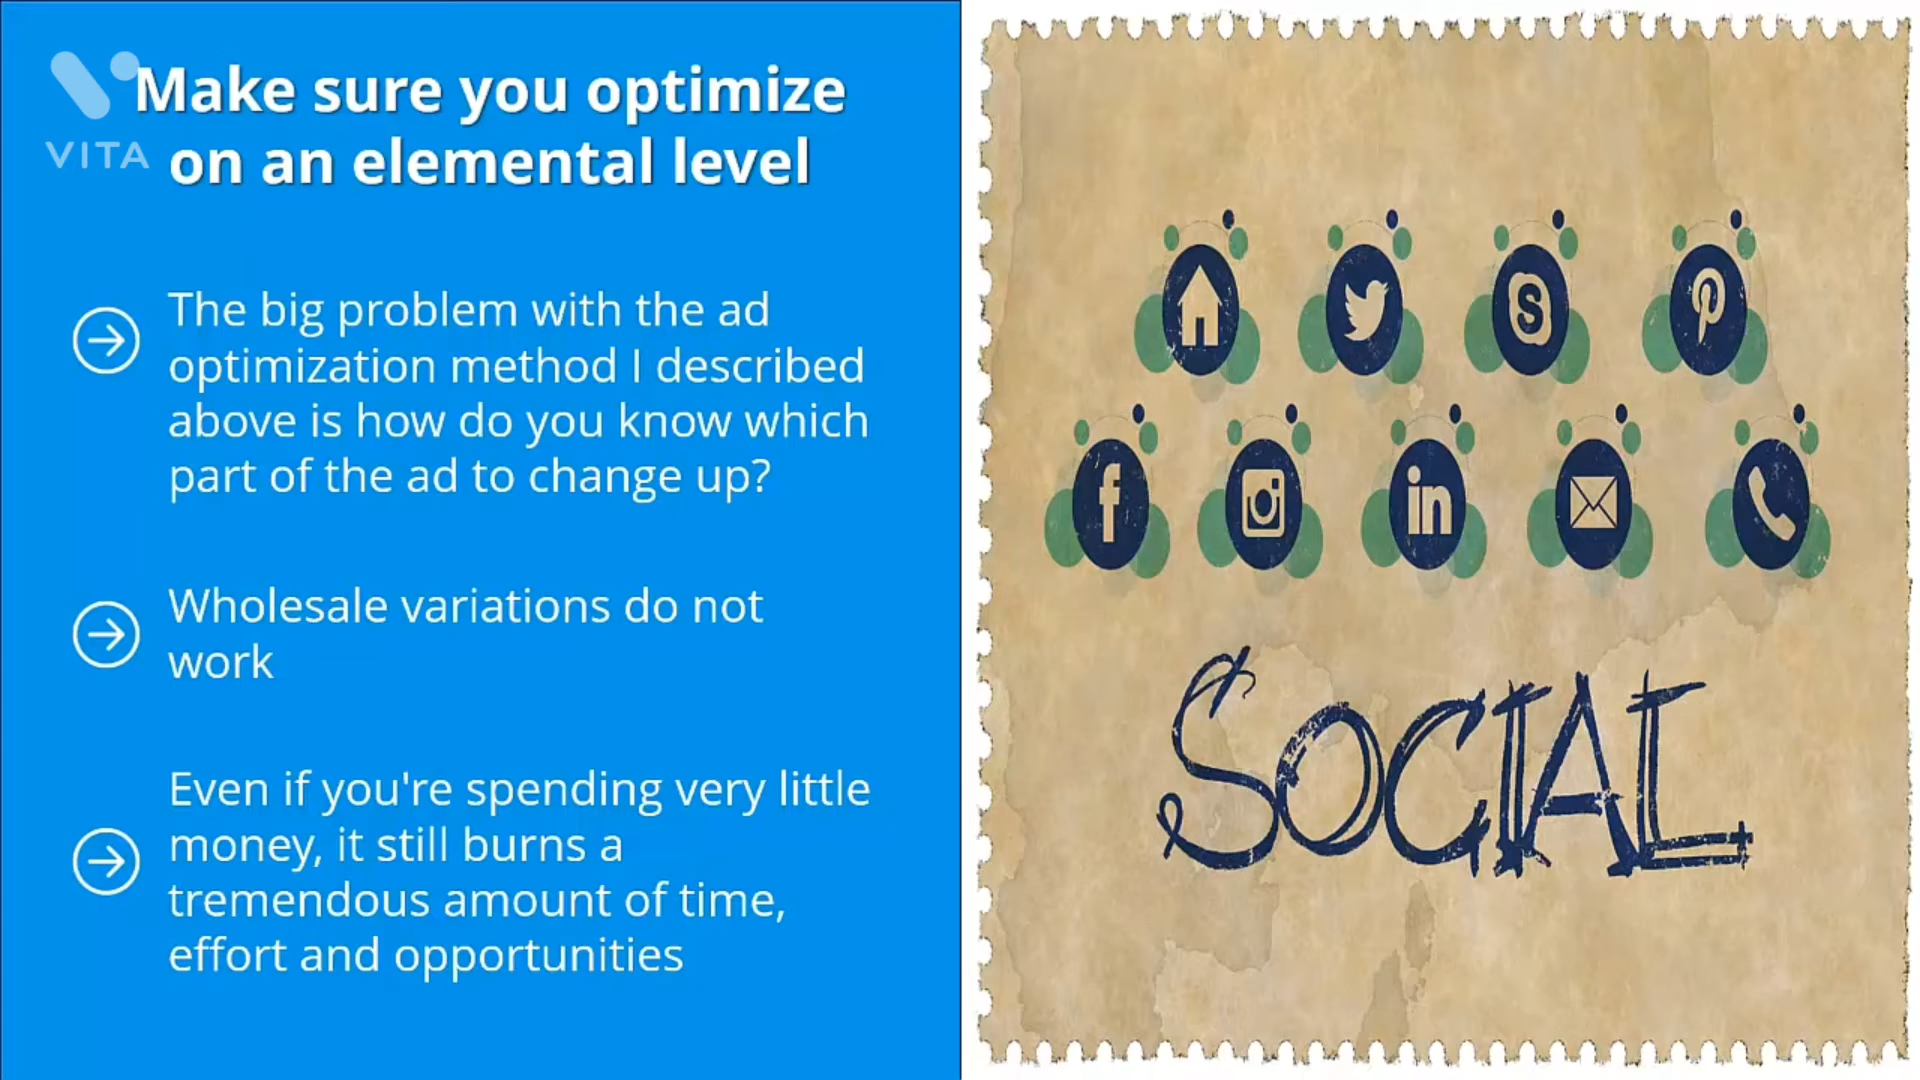 VITA
Make sure you optimize
on an elemental level
The big problem with the ad
optimization method I described
above is how do you know which
part of the ad to change up?
Wholesale variations do not
work
Even if you're spending very little
money, it still burns a
tremendous amount of time,
effort and opportunities
S
f
in
SOCIAL